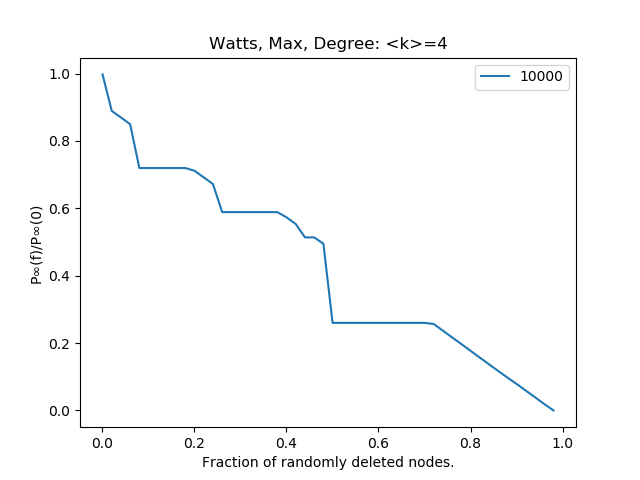 Watts, Max, Degree: <k>=4
10000
P∞(f)/P∞(0)
1.0
0.8
0.6
0.4
0.2
0.0
0.0 0.2 0.4 0.6 0.8 1.0
Fraction of randomly deleted nodes.